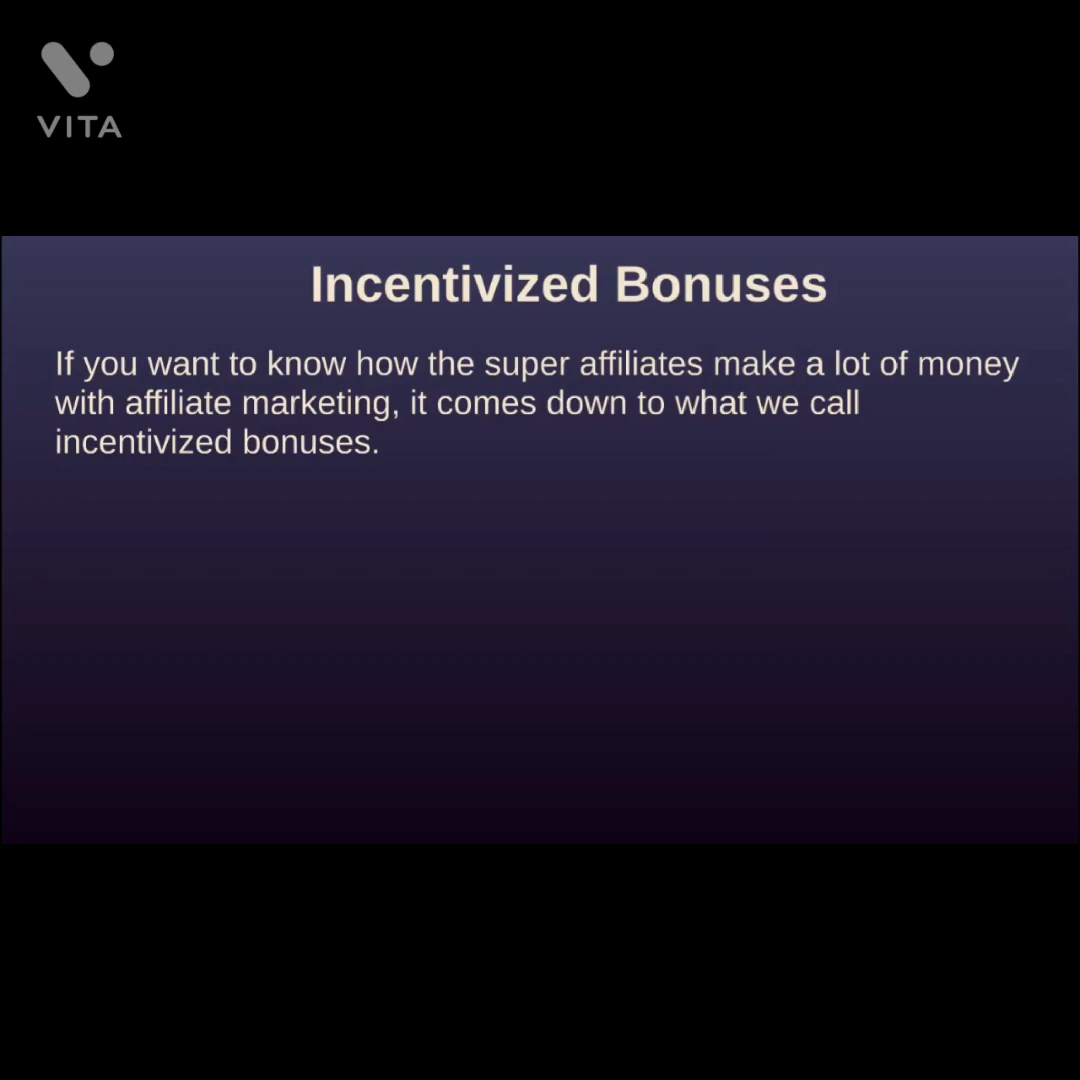 VITA
Incentivized Bonuses
If you want to know how the super affiliates make a lot of money
with affiliate marketing, it comes down to what we call
incentivized bonuses.